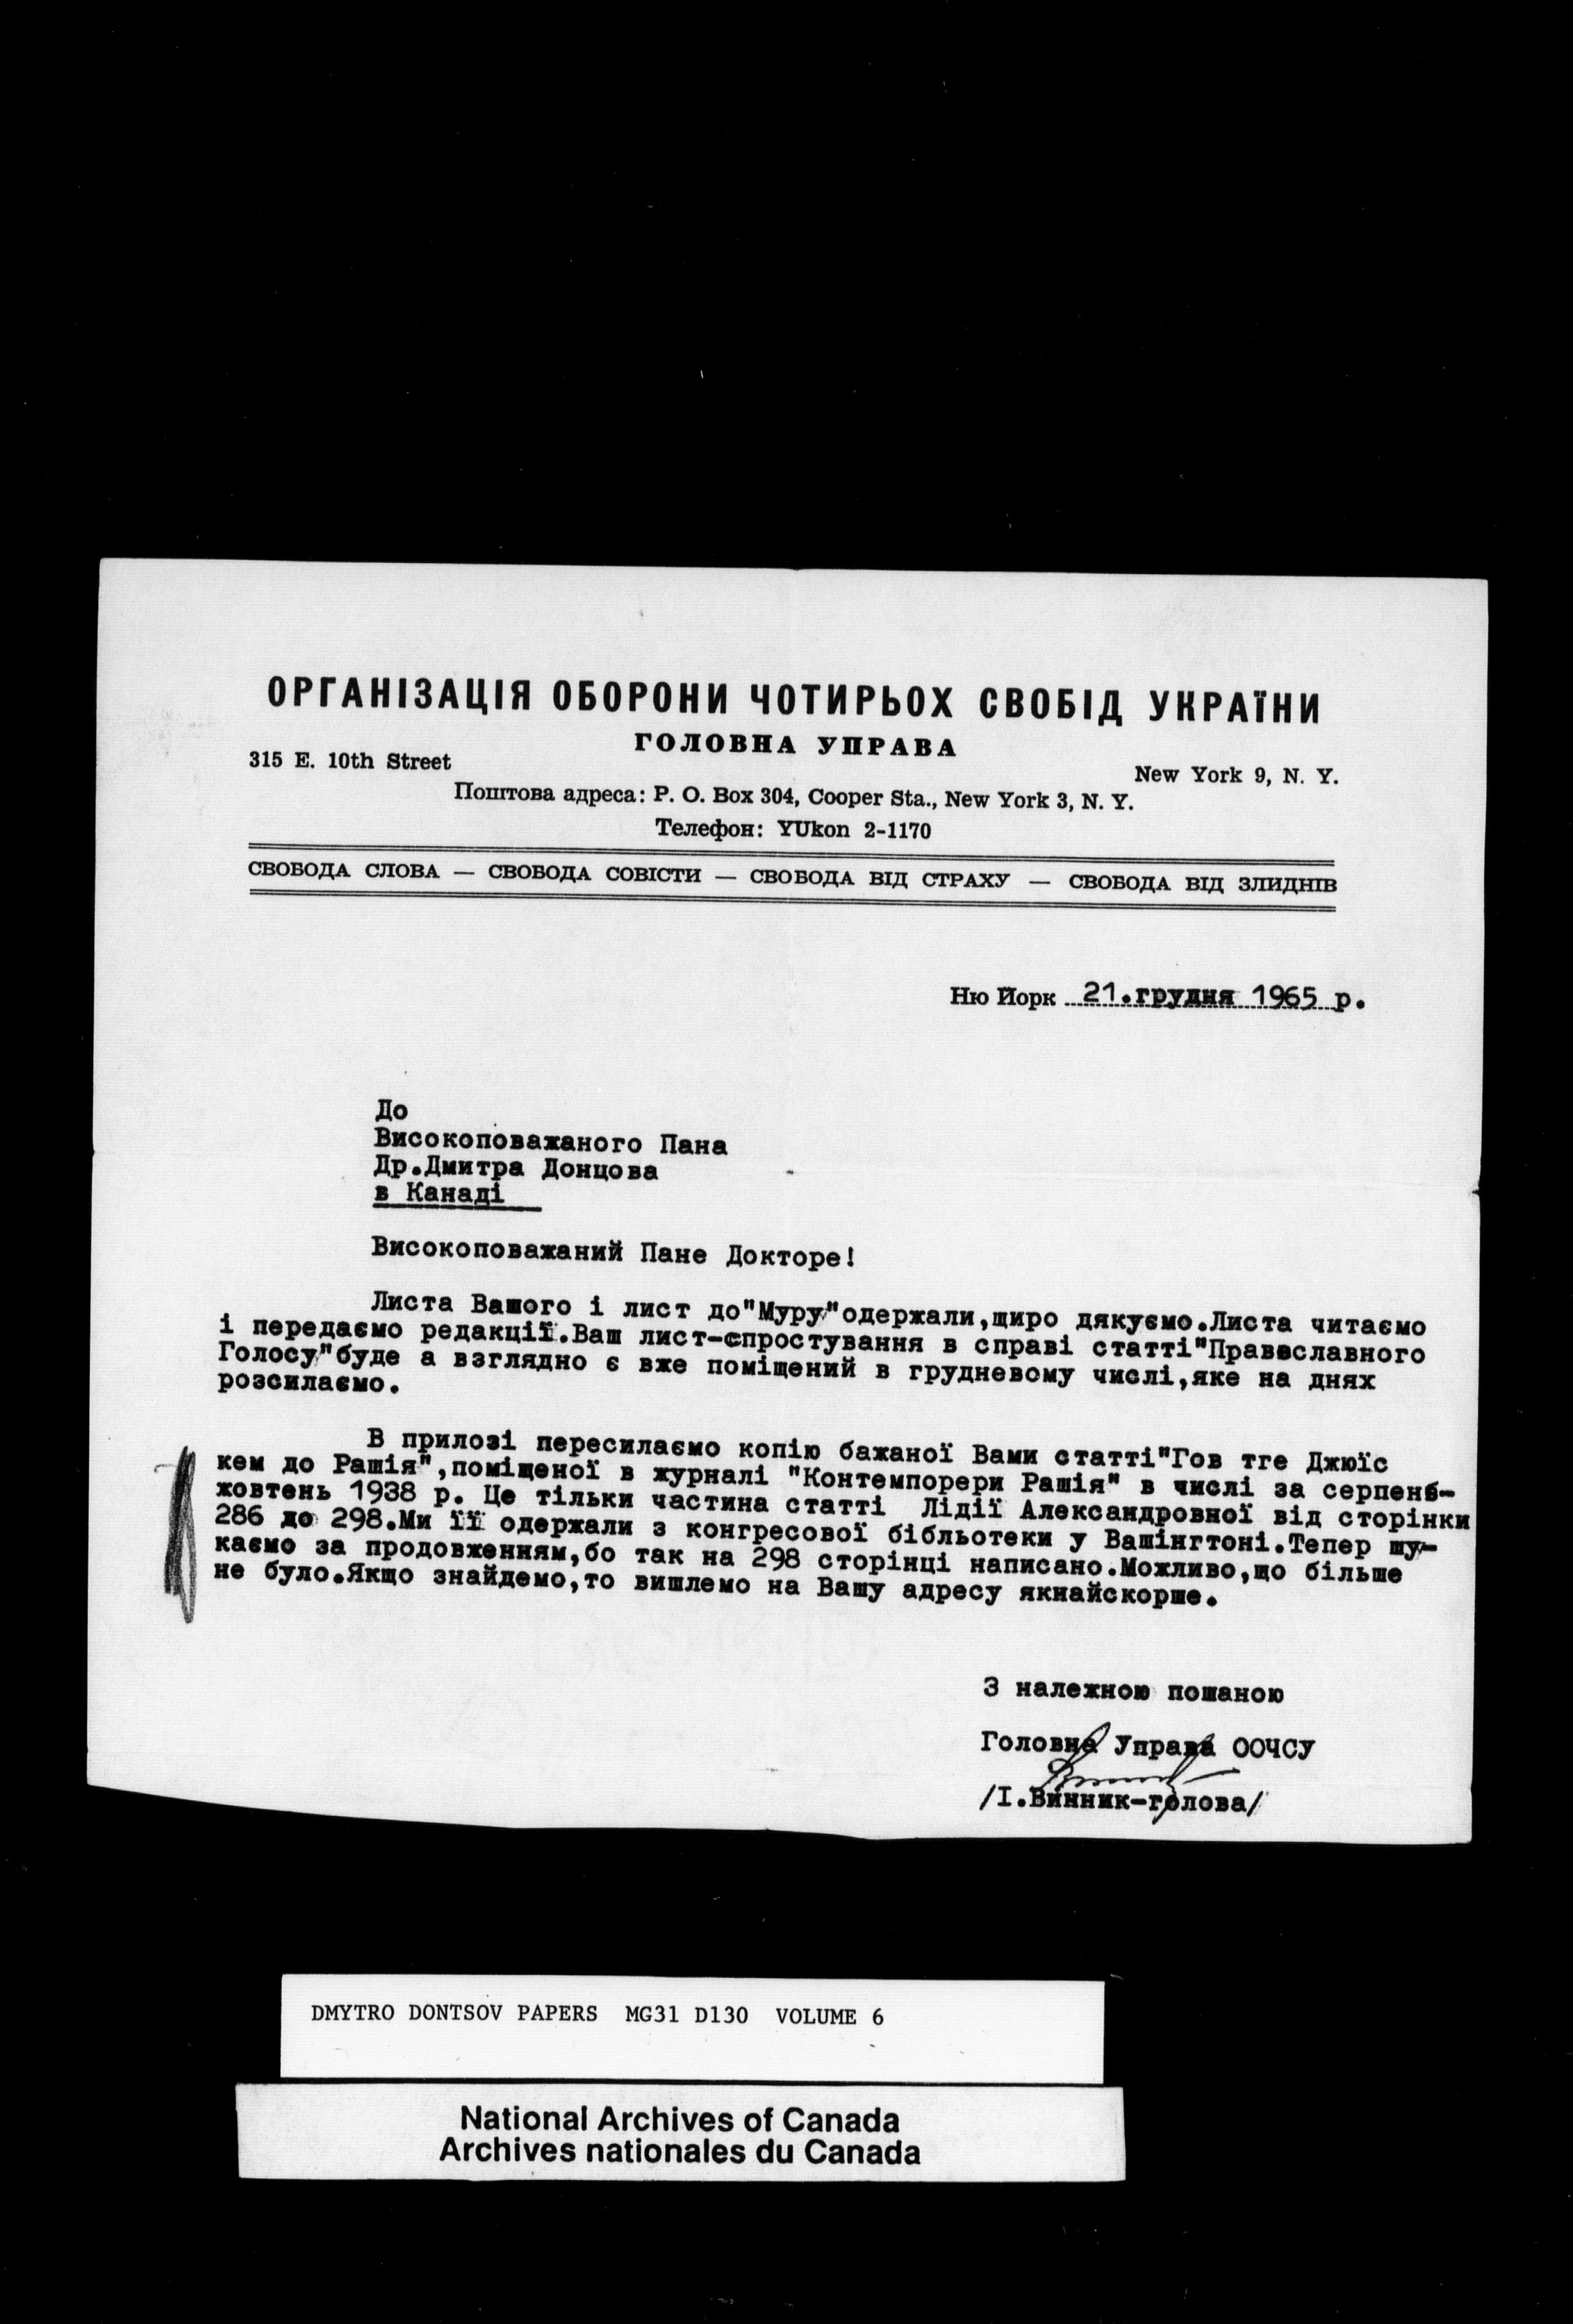 ОРГАНІЗАЦІЯ ОБОРОНИ ЧОТИРЬОХ СВОБІД УКРАЇНИ
ГОЛОВНА УПРАВА
315 E. 10th Street
New York 9, N. Y.
Поштова адреса: P. O. Box 304, Cooper Sta., New York 3, N. Y.
Телефон: YUkon 2-1170
СВОБОДА СЛОВА — СВОБОДА СОВІСТИ — СВОБОДА ВІД СТРАХУ — СВОБОДА ВІД ЗЛИДНІВ
Ню Йорк 21.грудня 1965 р.
До
Високоповажаного Пана
Др.Дмитра Донцова
в Канаді
Високоповажаний Пане Докторе!
Листа Вашого і лист до"Муру"одержали,щиро дякуємо.Листа читаємо
і передаємо редакції.Ваш лист-спростування в справі статті"Православного
Голосу"буде а взглядно є вже поміщений в грудневому числі,яке на днях
розсилаємо.
В прилозі пересилаємо копію бажаної Вами статті"Гов тге Джюїс
кем до Рашія",поміщеної в журналі "Контемпорери Рашія" в числі за серпень-
жовтень 1938 р. Це тільки частина статті Лідії Александровної від сторінки
286 до 298.Ми її одержали з конгресової бібльотеки у Вашінгтоні.Тепер шу-
каємо за продовженням,бо так на 298 сторінці написано.Можливо,що більше
не було.Якщо знайдемо,то вишлемо на Вашу адресу якнайскорше.
З належною пошаною
Головна Управа ООЧСУ
/І.Винник-голова/
DMYTRO DONTSOV PAPERS MG31 D130 VOLUME 6
National Archives of Canada
Archives nationales du Canada